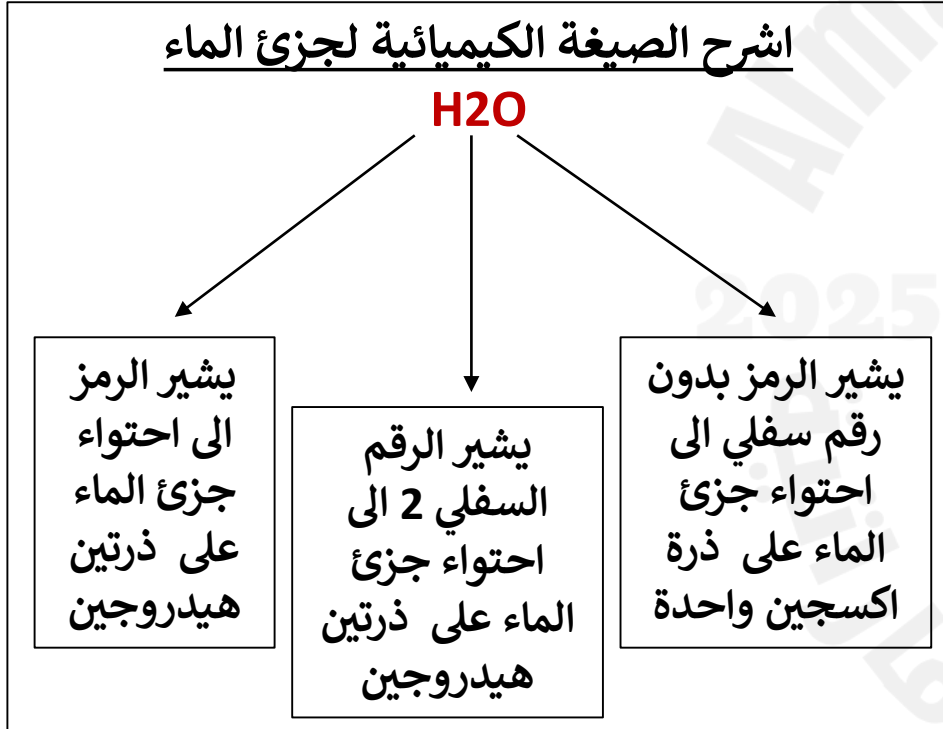 اشرح الصيغة الكيميائية لجزئ الماء
H2O
يشير الرمز بدون
رقم سفلي الى
احتواء جزئ
الماء على ذرة
اكسجين واحدة
يشير الرقم
السفلي 2 الى
احتواء جزئ
الماء على ذرتين
هيدروجين
يشير الرمز
الى احتواء
جزئ الماء
على ذرتين
هيدروجين
2025